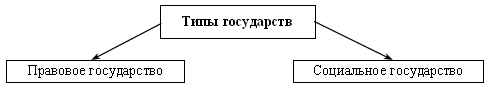 Типы государств
Правовое государство
Социальное государство